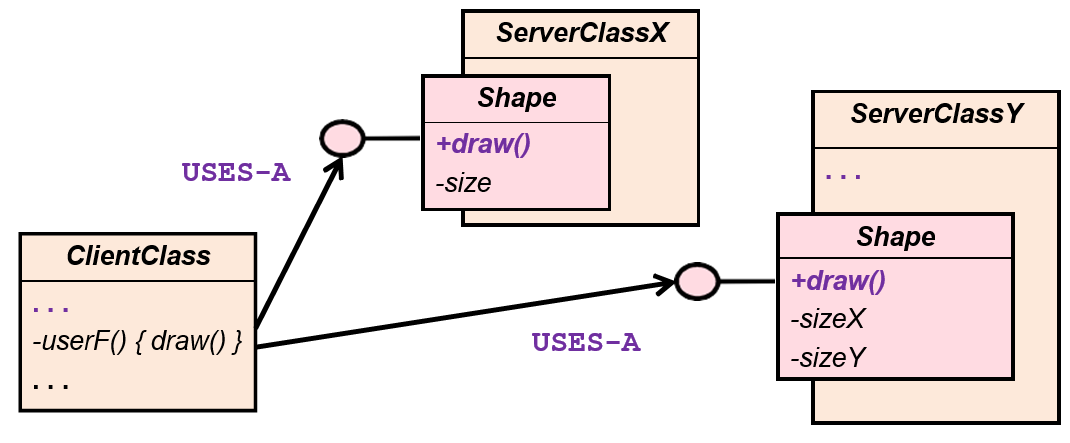 ServerClassX
Shape
+draw()
-size
USES-A
ServerClassY
...
Shape
+draw()
-sizeX
-sizeY
USES-A
ClientClass
...
-userF() { draw() }
...